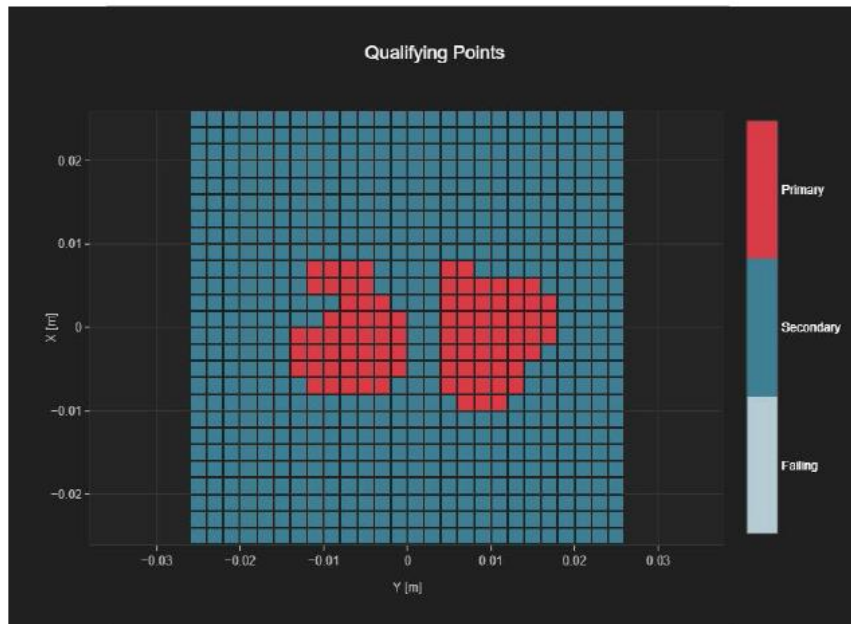 Qualifying Points
0.02
0.01
0
−0.01
−0.02
X [m]
−0.03
−0.02
−0.01
0
0.01
0.02
0.03
Y [m]
Primary
Secondary
Failing